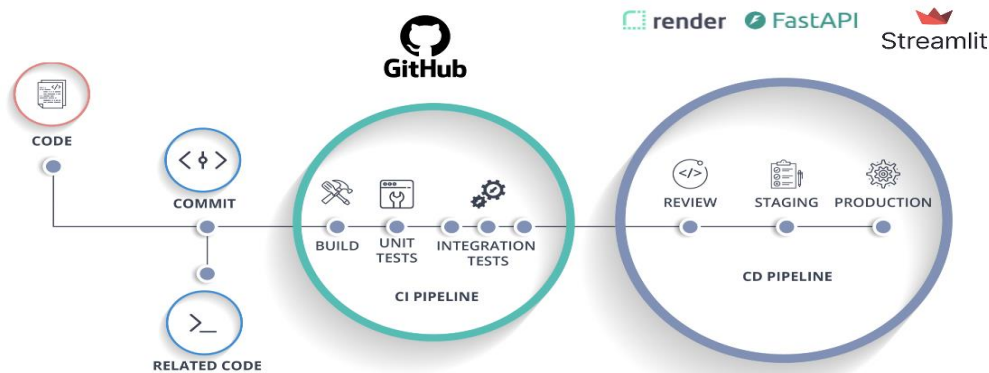 render FastAPI
Streamlit
GitHub
CODE
COMMIT
RELATED CODE
BUILD
UNIT
TESTS
INTEGRATION
TESTS
CI PIPELINE
REVIEW STAGING PRODUCTION
CD PIPELINE